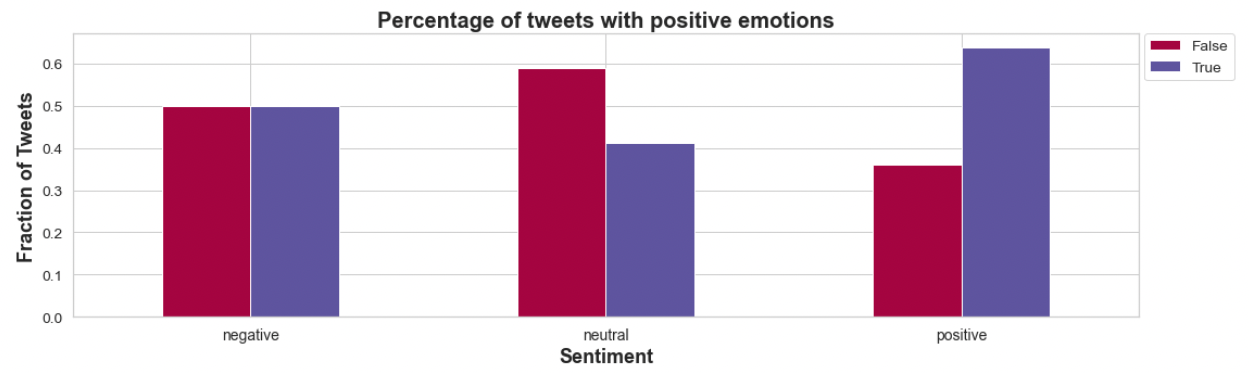 Percentage of tweets with positive emotions
False
True
Fraction of Tweets
0.6
0.5
0.4
0.3
0.2
0.1
0.0
negative neutral positive
Sentiment